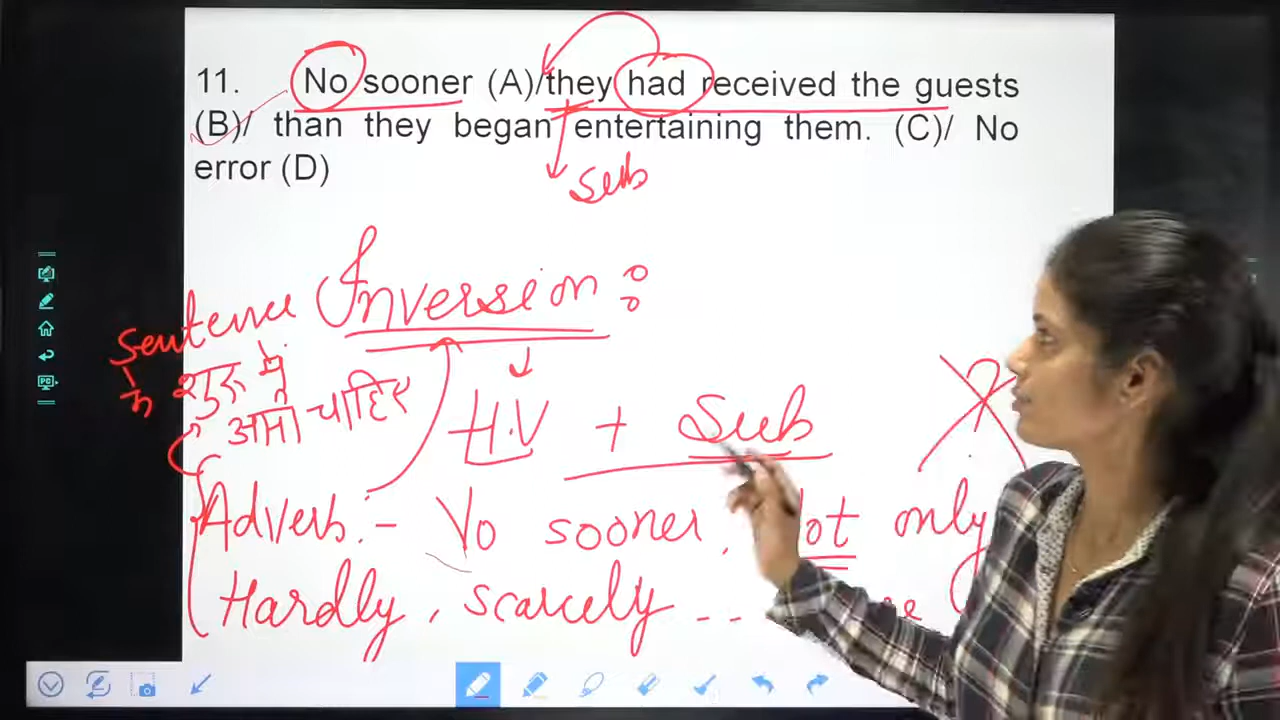 11. No sooner (A)/they had received the guests
(B)/ than they began entertaining them. (C)/ No
error (D)
Sub
Sentence Inversion :
के शुरू में
आना चाहिए
H.V + Sub
?
Adverb:- No sooner, Not only
Hardly, scarcely ..
PC